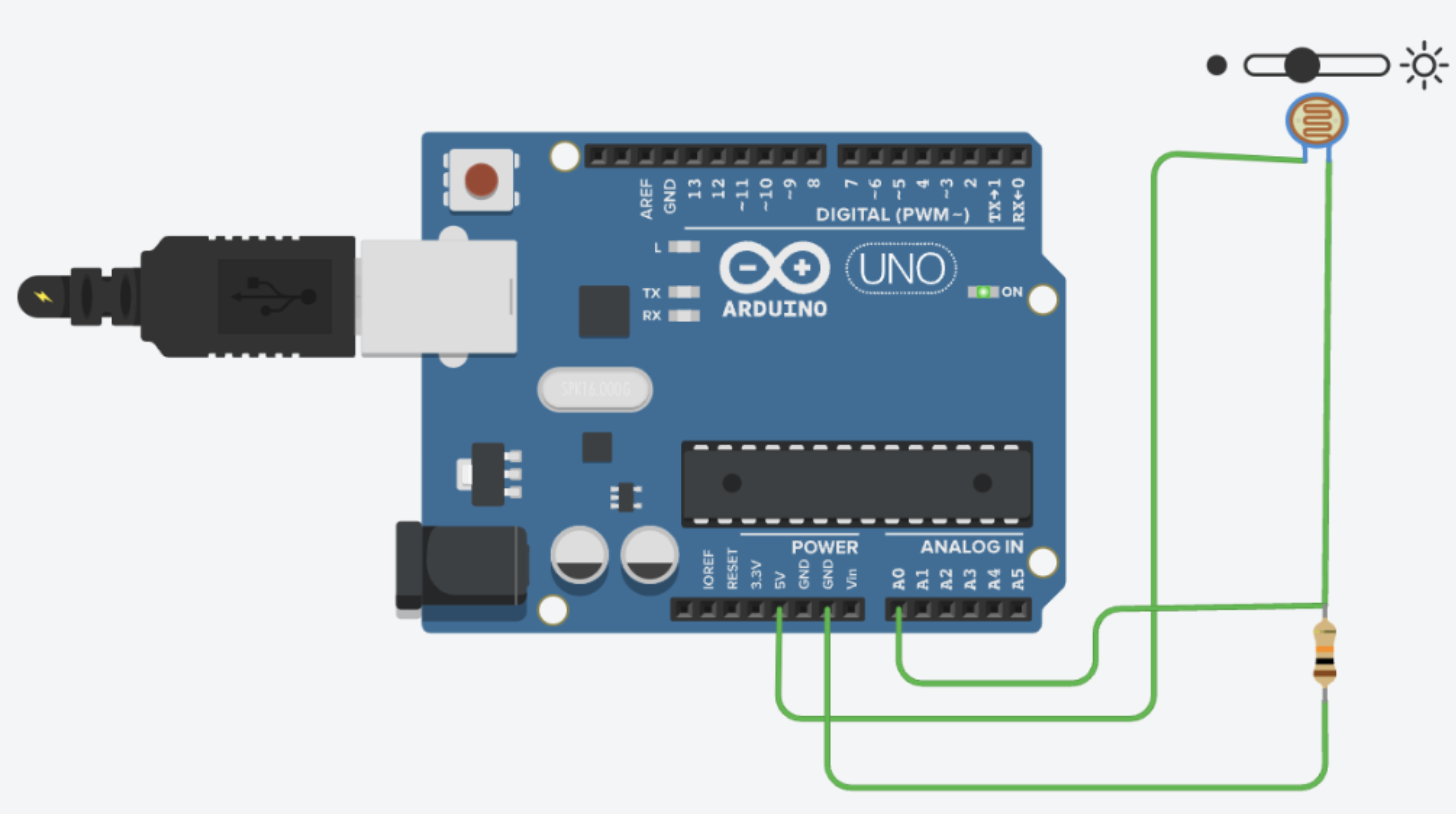 AREF
GND
13
12
~11
~10
~9
8
7
~6
~5
4
~3
2
TX→1
RX←0
DIGITAL (PWM~)
L
TX
RX
ARDUINO
UNO
ON
SPK16.000G
POWER
ANALOG IN
IOREF
RESET
3.3V
5V
GND
GND
Vin
A0
A1
A2
A3
A4
A5